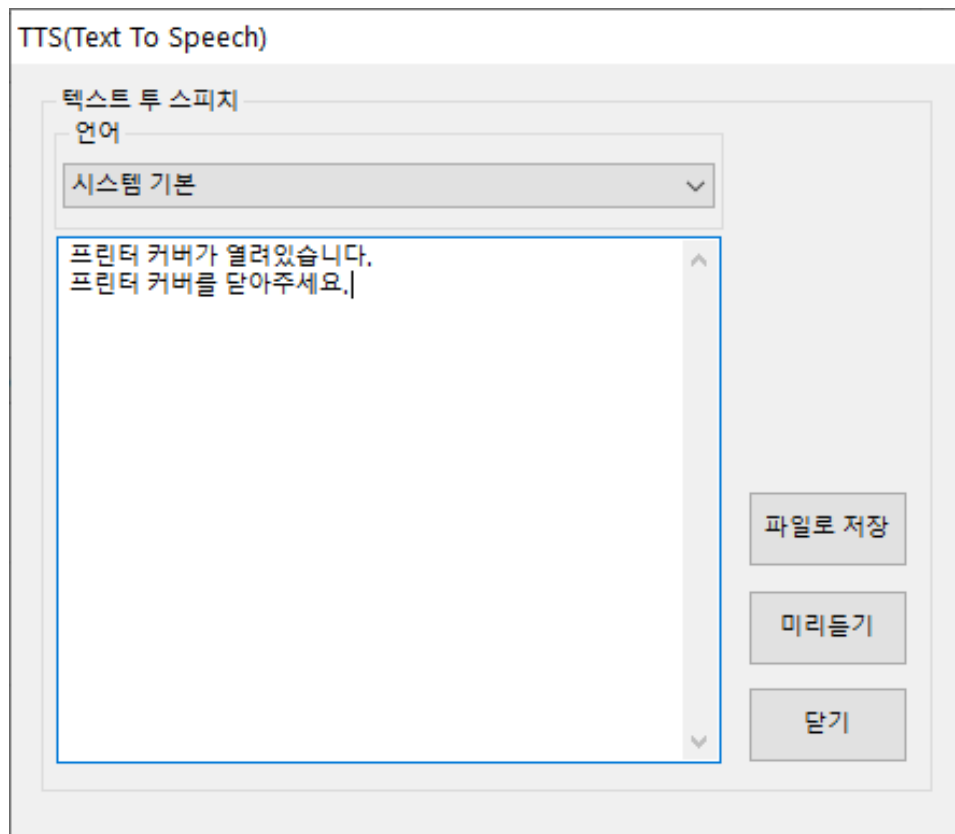 TTS(Text To Speech)
텍스트 투 스피치
언어
시스템 기본
프린터 커버가 열려있습니다.
프린터 커버를 닫아주세요.
파일로 저장
미리듣기
닫기